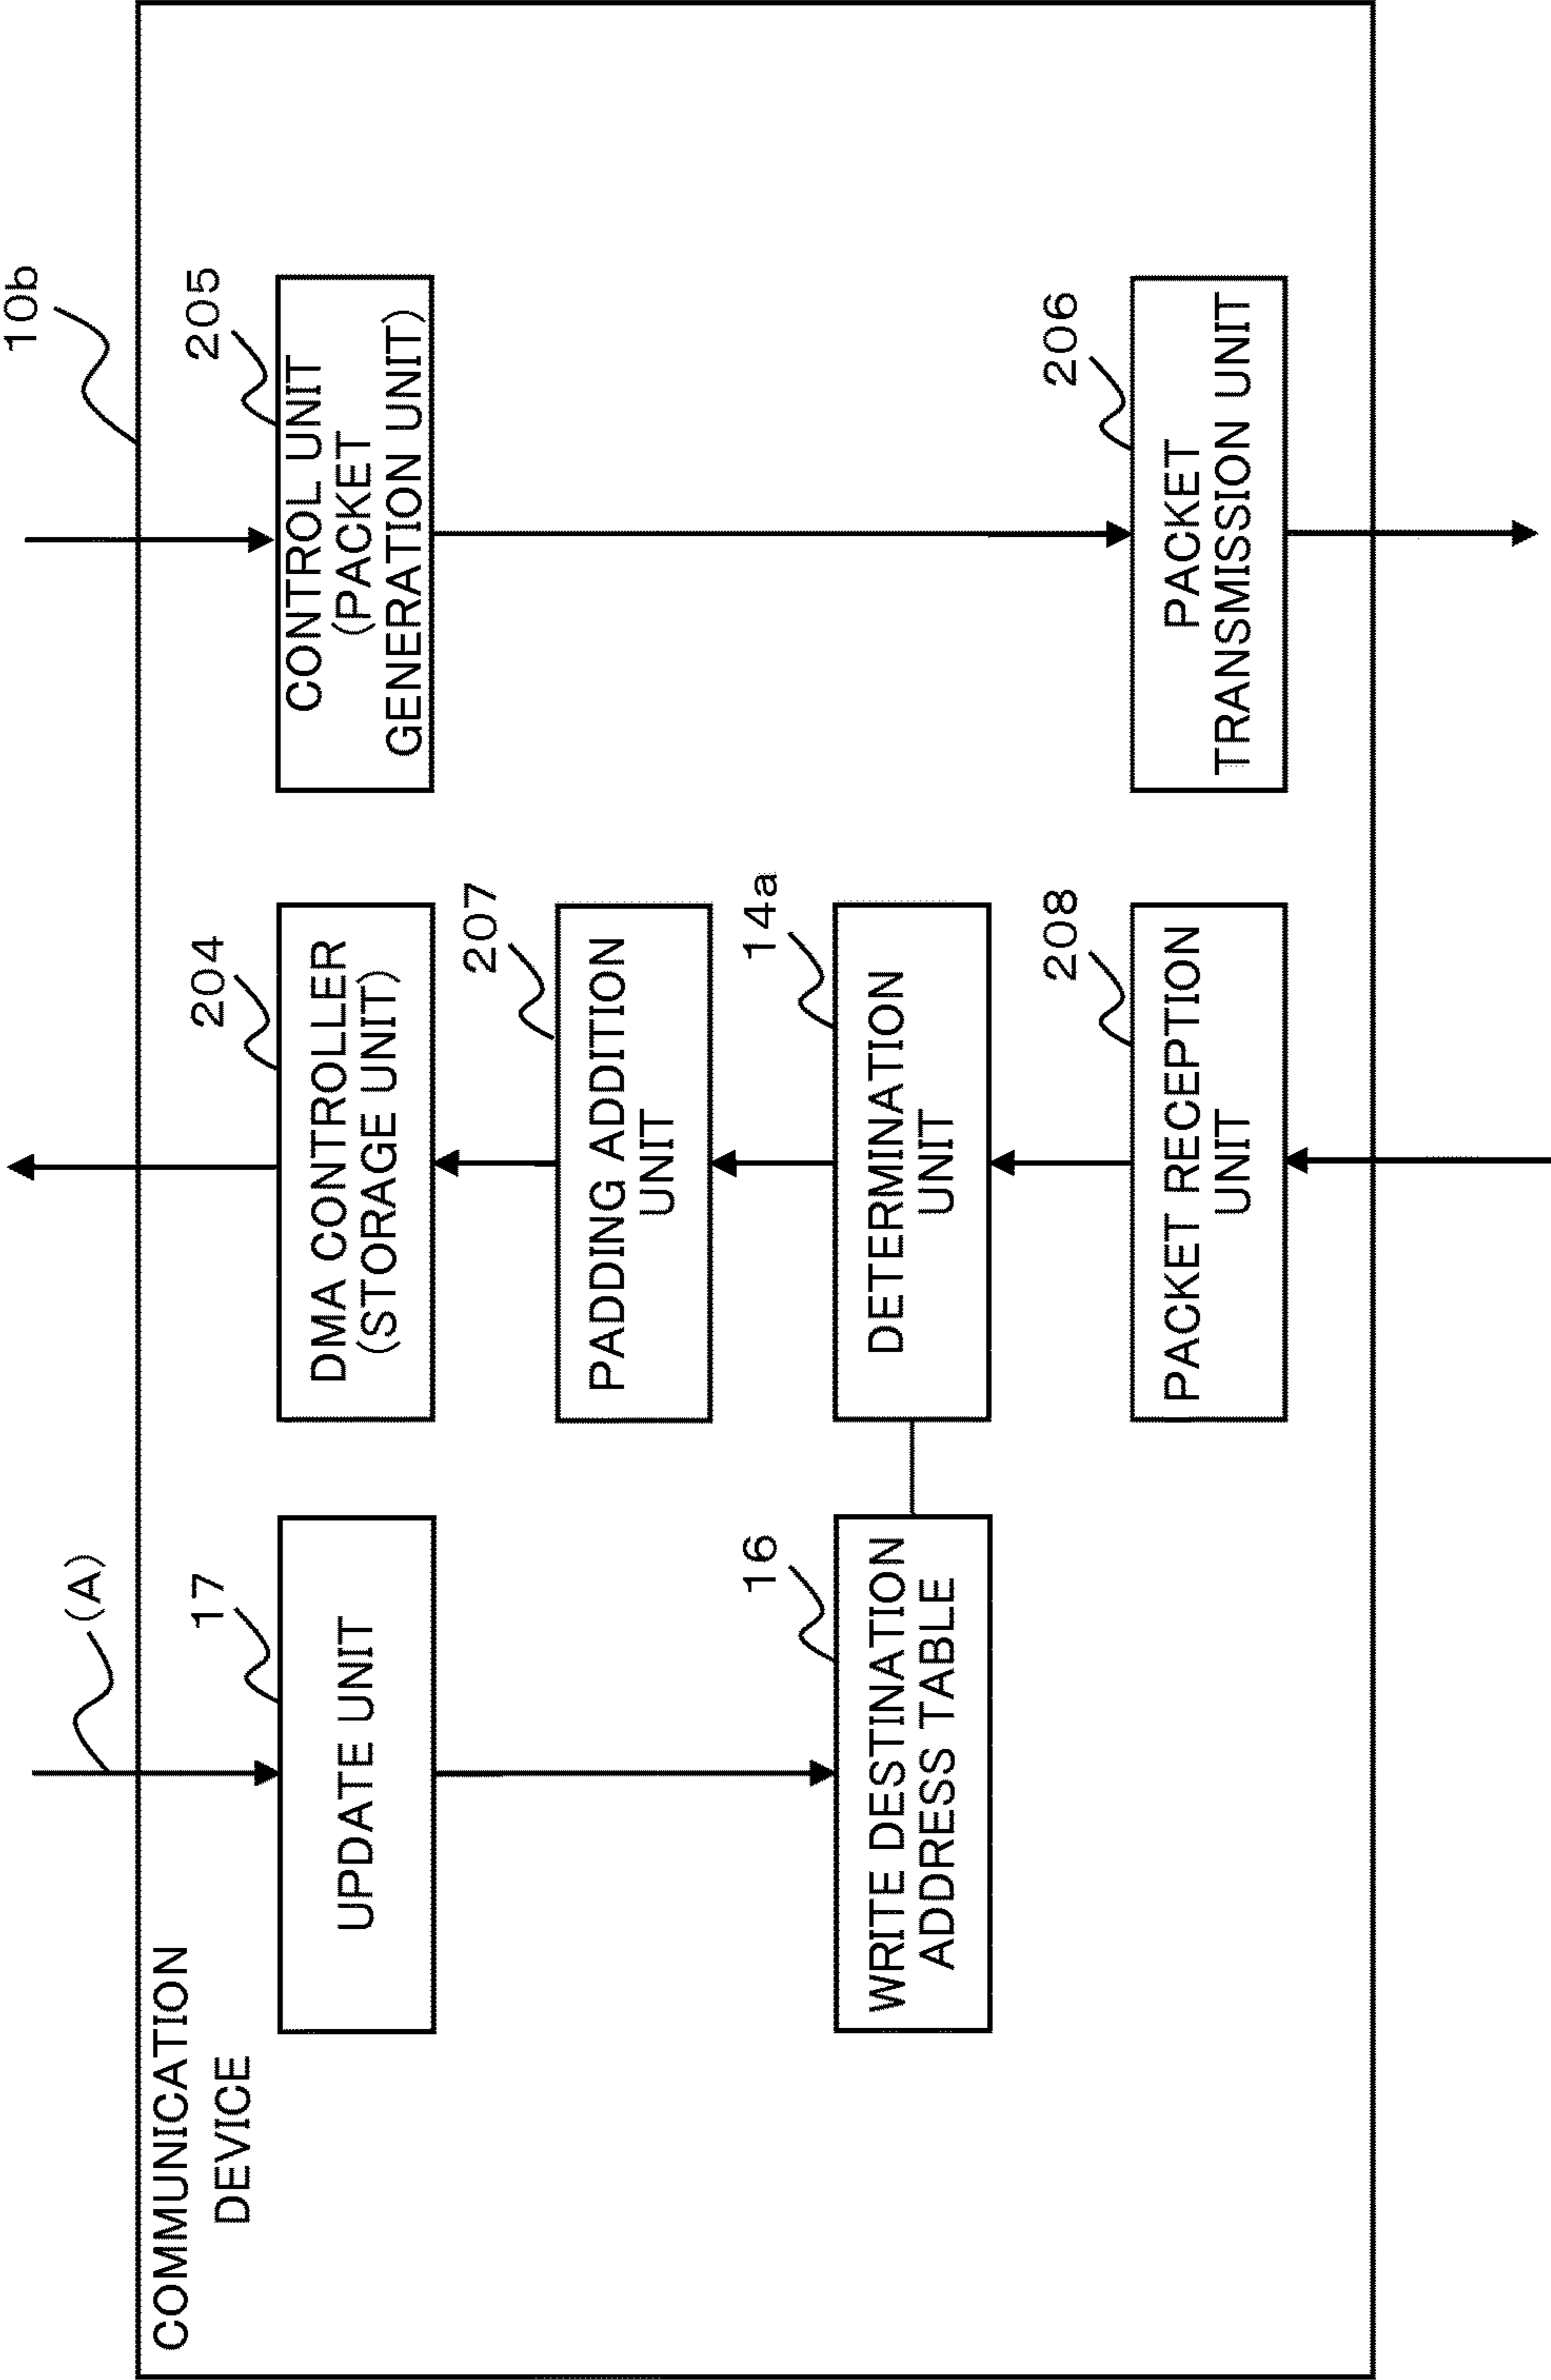 10b
COMMUNICATION
DEVICE
(A)
17
UPDATE UNIT
204
DMA CONTROLLER
(STORAGE UNIT)
205
CONTROL UNIT
(PACKET
GENERATION UNIT)
207
PADDING ADDITION
UNIT
16
WRITE DESTINATION
ADDRESS TABLE
14a
DETERMINATION
UNIT
208
PACKET RECEPTION
UNIT
206
PACKET
TRANSMISSION UNIT